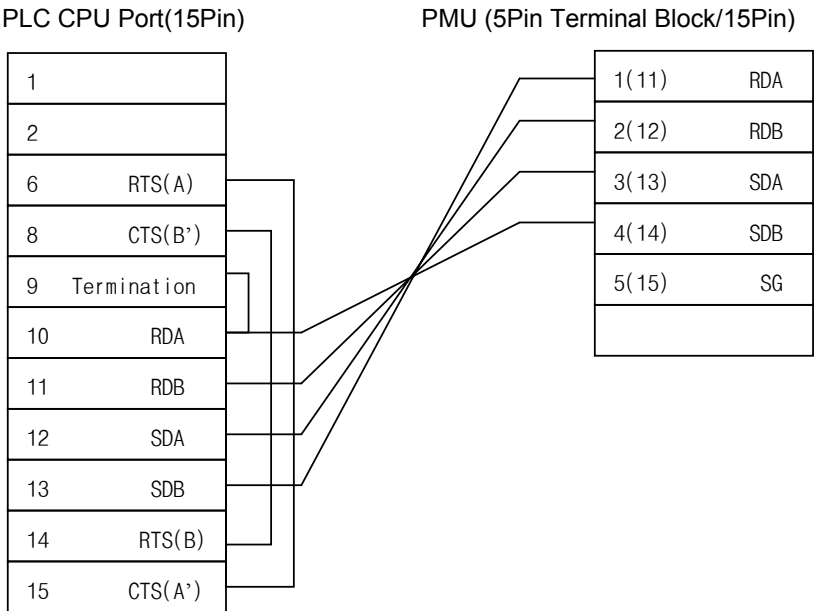 PLC CPU Port(15Pin)
PMU (5Pin Terminal Block/15Pin)
1
2
6 RTS(A)
8 CTS(B’)
9 Termination
10 RDA
11 RDB
12 SDA
13 SDB
14 RTS(B)
15 CTS(A’)
1(11) RDA
2(12) RDB
3(13) SDA
4(14) SDB
5(15) SG